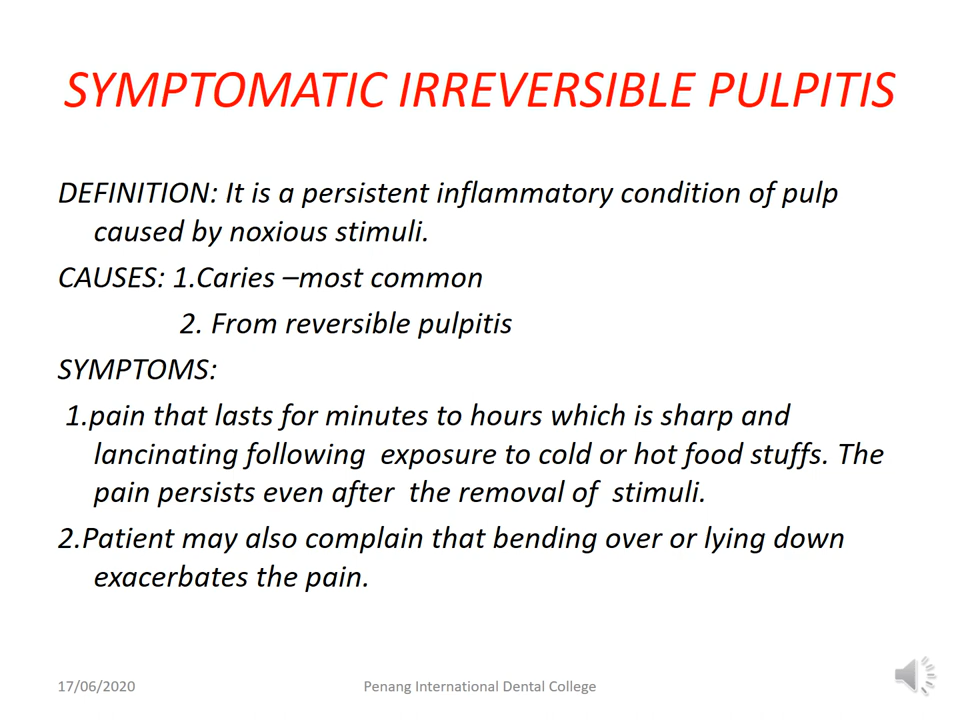 SYMPTOMATIC IRREVERSIBLE PULPITIS
DEFINITION: It is a persistent inflammatory condition of pulp
caused by noxious stimuli.
CAUSES: 1.Caries –most common
2. From reversible pulpitis
SYMPTOMS:
1.pain that lasts for minutes to hours which is sharp and
lancinating following exposure to cold or hot food stuffs. The
pain persists even after the removal of stimuli.
2.Patient may also complain that bending over or lying down
exacerbates the pain.
17/06/2020
Penang International Dental College